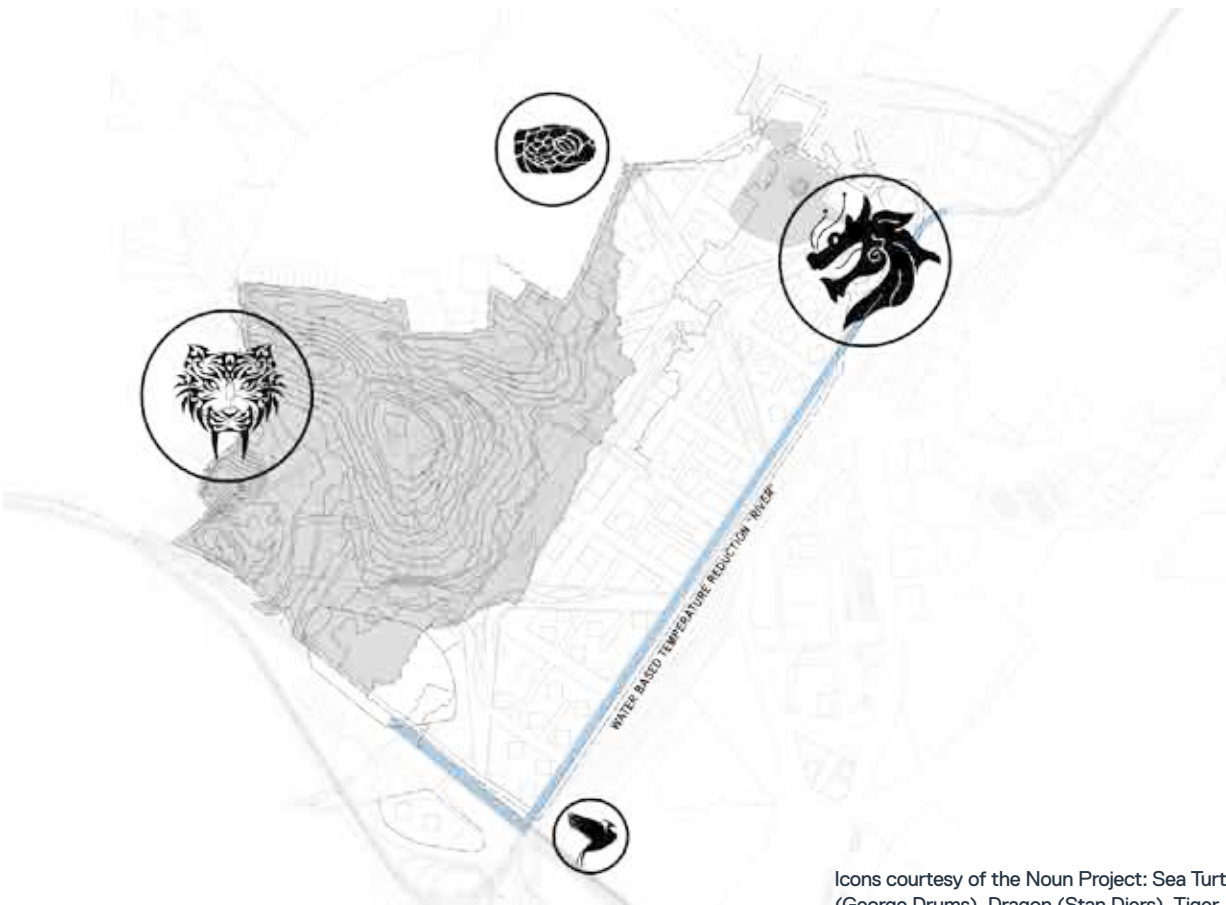 WATER BASED TEMPERATURE REDUCTION "RIVER"
Icons courtesy of the Noun Project: Sea Turt
(George Drums), Dragon (Stan Diers), Tiger